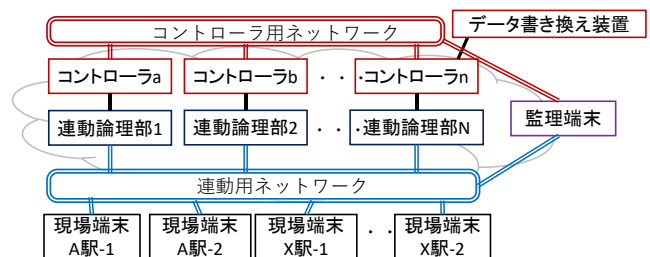 コントローラ用ネットワーク
データ書き換え装置
コントローラa
コントローラb
・・・
コントローラn
連動論理部1
連動論理部2
・・・
連動論理部N
監理端末
連動用ネットワーク
現場端末
A駅-1
現場端末
A駅-2
現場端末
X駅-1
・・
現場端末
X駅-2